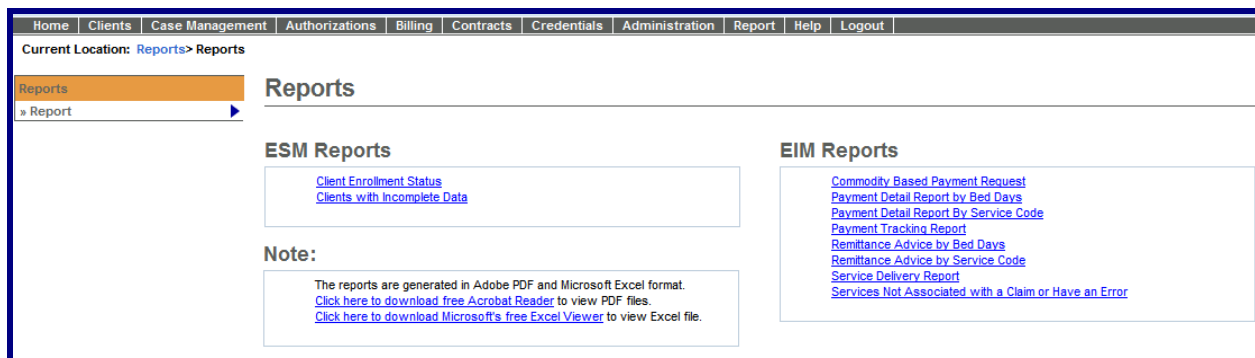 Home Clients Case Management Authorizations Billing Contracts Credentials Administration Report Help Logout
Current Location: Reports> Reports
Reports
» Report
Reports
ESM Reports
Client Enrollment Status
Clients with Incomplete Data
Note:
The reports are generated in Adobe PDF and Microsoft Excel format.
Click here to download free Acrobat Reader to view PDF files.
Click here to download Microsoft's free Excel Viewer to view Excel file.
EIM Reports
Commodity Based Payment Request
Payment Detail Report by Bed Days
Payment Detail Report By Service Code
Payment Tracking Report
Remittance Advice by Bed Days
Remittance Advice by Service Code
Service Delivery Report
Services Not Associated with a Claim or Have an Error